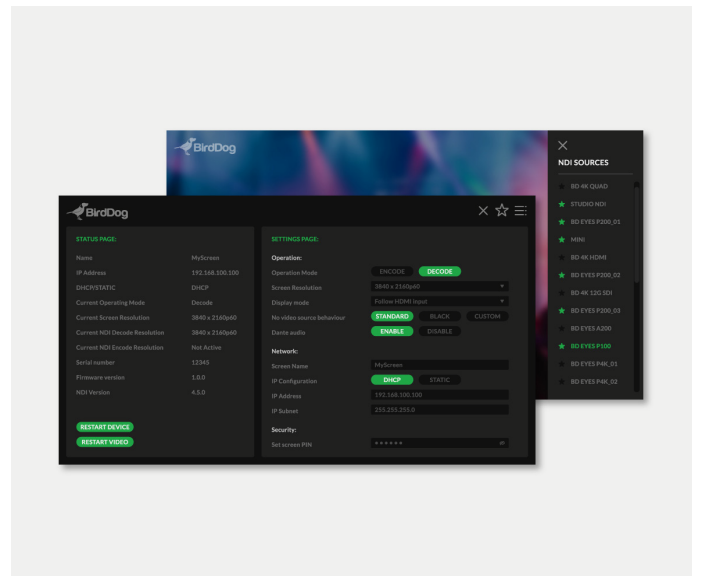 BirdDog
NDI SOURCES
BD 4K QUAD
STUDIO NDI
BD EYES P200_01
MINI
BD 4K HDMI
BD EYES P200_02
BD 4K 12G SDI
BD EYES P200_03
BD EYES A200
BD EYES P100
BD EYES P4K_01
BD EYES P4K_02
BirdDog
STATUS PAGE:
Name MyScreen
IP Address 192.168.100.100
DHCP/STATIC DHCP
Current Operating Mode Decode
Current Screen Resolution 3840 x 2160p60
Current NDI Decode Resolution 3840 x 2160p60
Current NDI Encode Resolution Not Active
Serial number 12345
Firmware version 1.0.0
NDI Version 4.5.0
RESTART DEVICE
RESTART VIDEO
SETTINGS PAGE:
Operation:
Operation Mode ENCODE DECODE
Screen Resolution 3840 x 2160p60
Display mode Follow HDMI input
No video source behaviour STANDARD BLACK CUSTOM
Dante audio ENABLE DISABLE
Network:
Screen Name MyScreen
IP Configuration DHCP STATIC
IP Address 192.168.100.100
IP Subnet 255.255.255.0
Security:
Set screen PIN ******